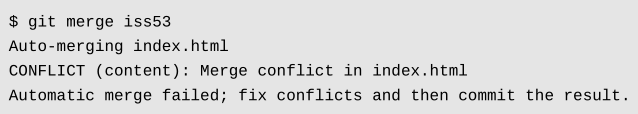 $ git merge iss53
Auto-merging index.html
CONFLICT (content): Merge conflict in index.html
Automatic merge failed; fix conflicts and then commit the result.